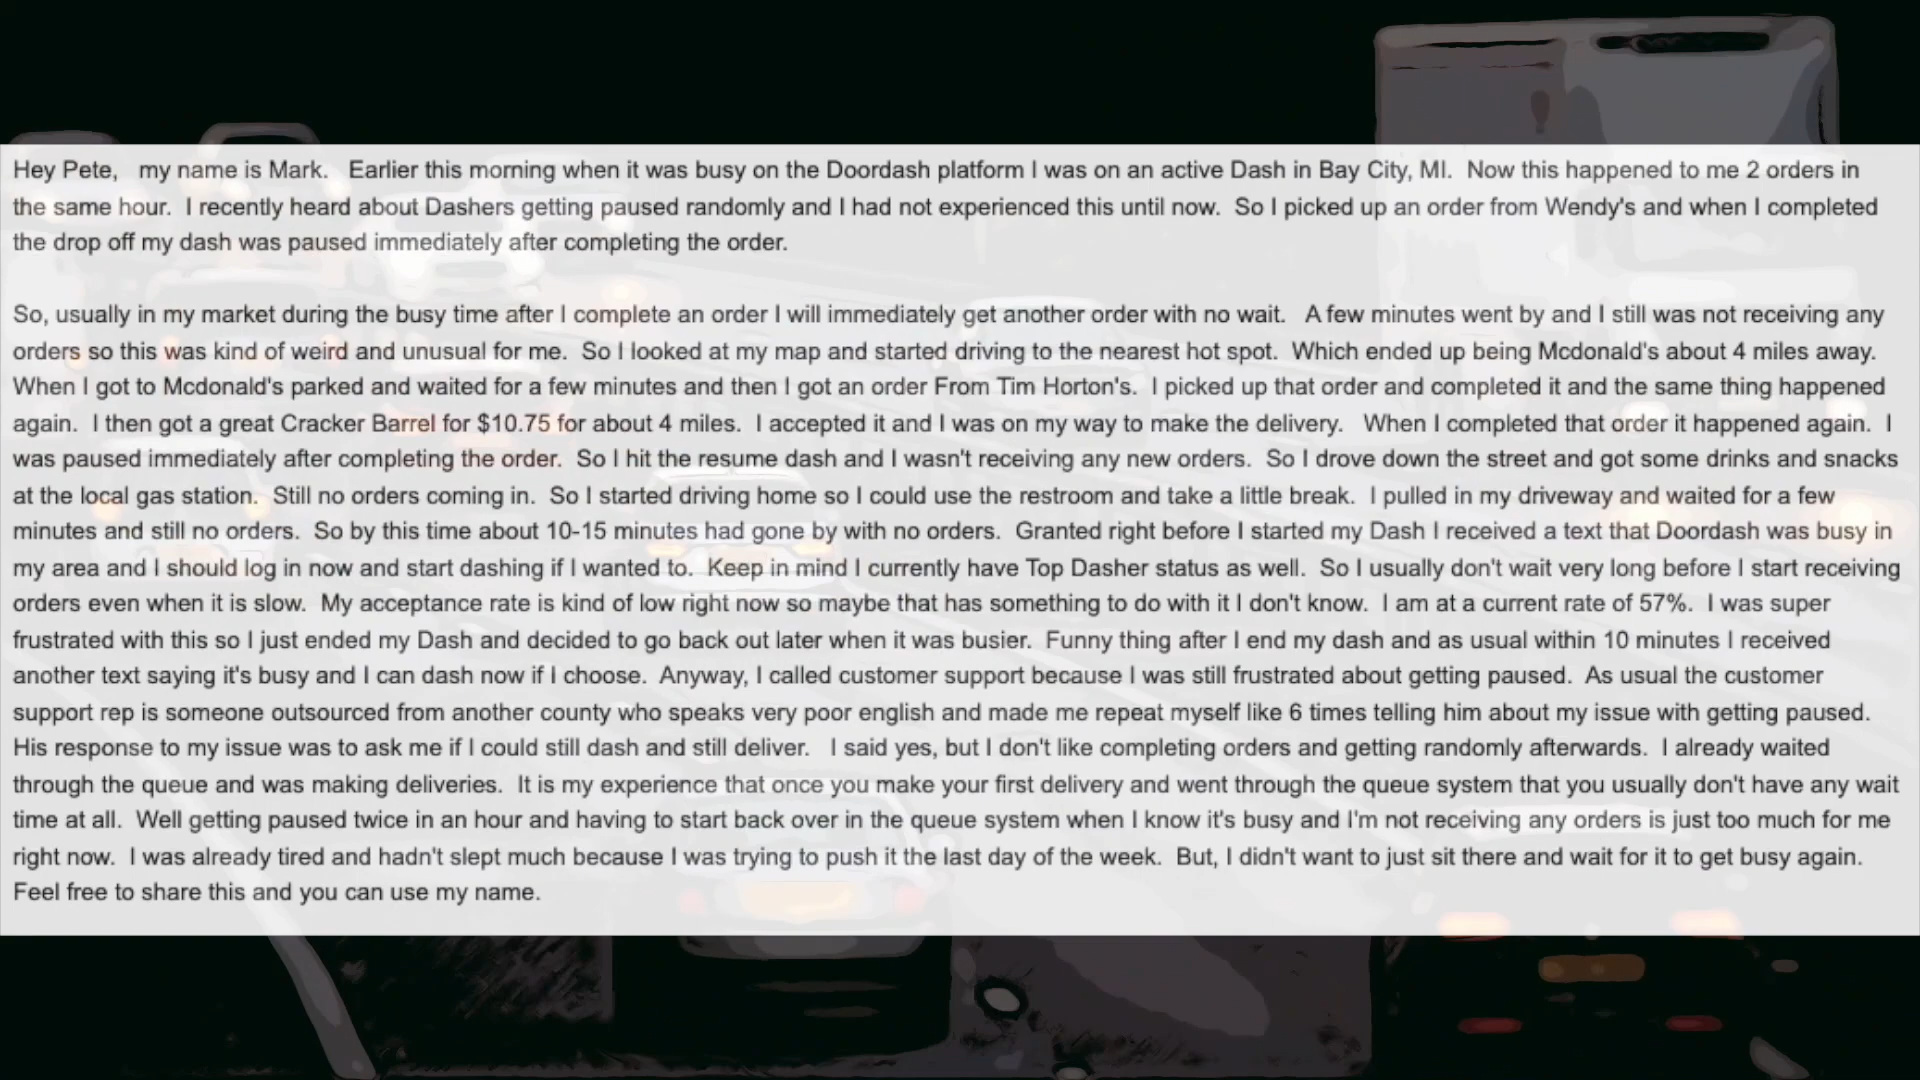 Hey Pete,   my name is Mark.   Earlier this morning when it was busy on the Doordash platform I was on an active Dash in Bay City, MI.  Now this happened to me 2 orders in
the same hour.  I recently heard about Dashers getting paused randomly and I had not experienced this until now.  So I picked up an order from Wendy's and when I completed
the drop off my dash was paused immediately after completing the order.
So, usually in my market during the busy time after I complete an order I will immediately get another order with no wait.   A few minutes went by and I still was not receiving any
orders so this was kind of weird and unusual for me.  So I looked at my map and started driving to the nearest hot spot.  Which ended up being Mcdonald's about 4 miles away.
When I got to Mcdonald's parked and waited for a few minutes and then I got an order From Tim Horton's.  I picked up that order and completed it and the same thing happened
again.  I then got a great Cracker Barrel for $10.75 for about 4 miles.  I accepted it and I was on my way to make the delivery.   When I completed that order it happened again.  I
was paused immediately after completing the order.  So I hit the resume dash and I wasn't receiving any new orders.  So I drove down the street and got some drinks and snacks
at the local gas station.  Still no orders coming in.  So I started driving home so I could use the restroom and take a little break.  I pulled in my driveway and waited for a few
minutes and still no orders.  So by this time about 10-15 minutes had gone by with no orders.  Granted right before I started my Dash I received a text that Doordash was busy in
my area and I should log in now and start dashing if I wanted to.  Keep in mind I currently have Top Dasher status as well.  So I usually don't wait very long before I start receiving
orders even when it is slow.  My acceptance rate is kind of low right now so maybe that has something to do with it I don't know.  I am at a current rate of 57%.  I was super
frustrated with this so I just ended my Dash and decided to go back out later when it was busier.  Funny thing after I end my dash and as usual within 10 minutes I received
another text saying it's busy and I can dash now if I choose.  Anyway, I called customer support because I was still frustrated about getting paused.  As usual the customer
support rep is someone outsourced from another county who speaks very poor english and made me repeat myself like 6 times telling him about my issue with getting paused.
His response to my issue was to ask me if I could still dash and still deliver.   I said yes, but I don't like completing orders and getting randomly afterwards.  I already waited
through the queue and was making deliveries.  It is my experience that once you make your first delivery and went through the queue system that you usually don't have any wait
time at all.  Well getting paused twice in an hour and having to start back over in the queue system when I know it's busy and I'm not receiving any orders is just too much for me
right now.  I was already tired and hadn't slept much because I was trying to push it the last day of the week.  But, I didn't want to just sit there and wait for it to get busy again.
Feel free to share this and you can use my name.